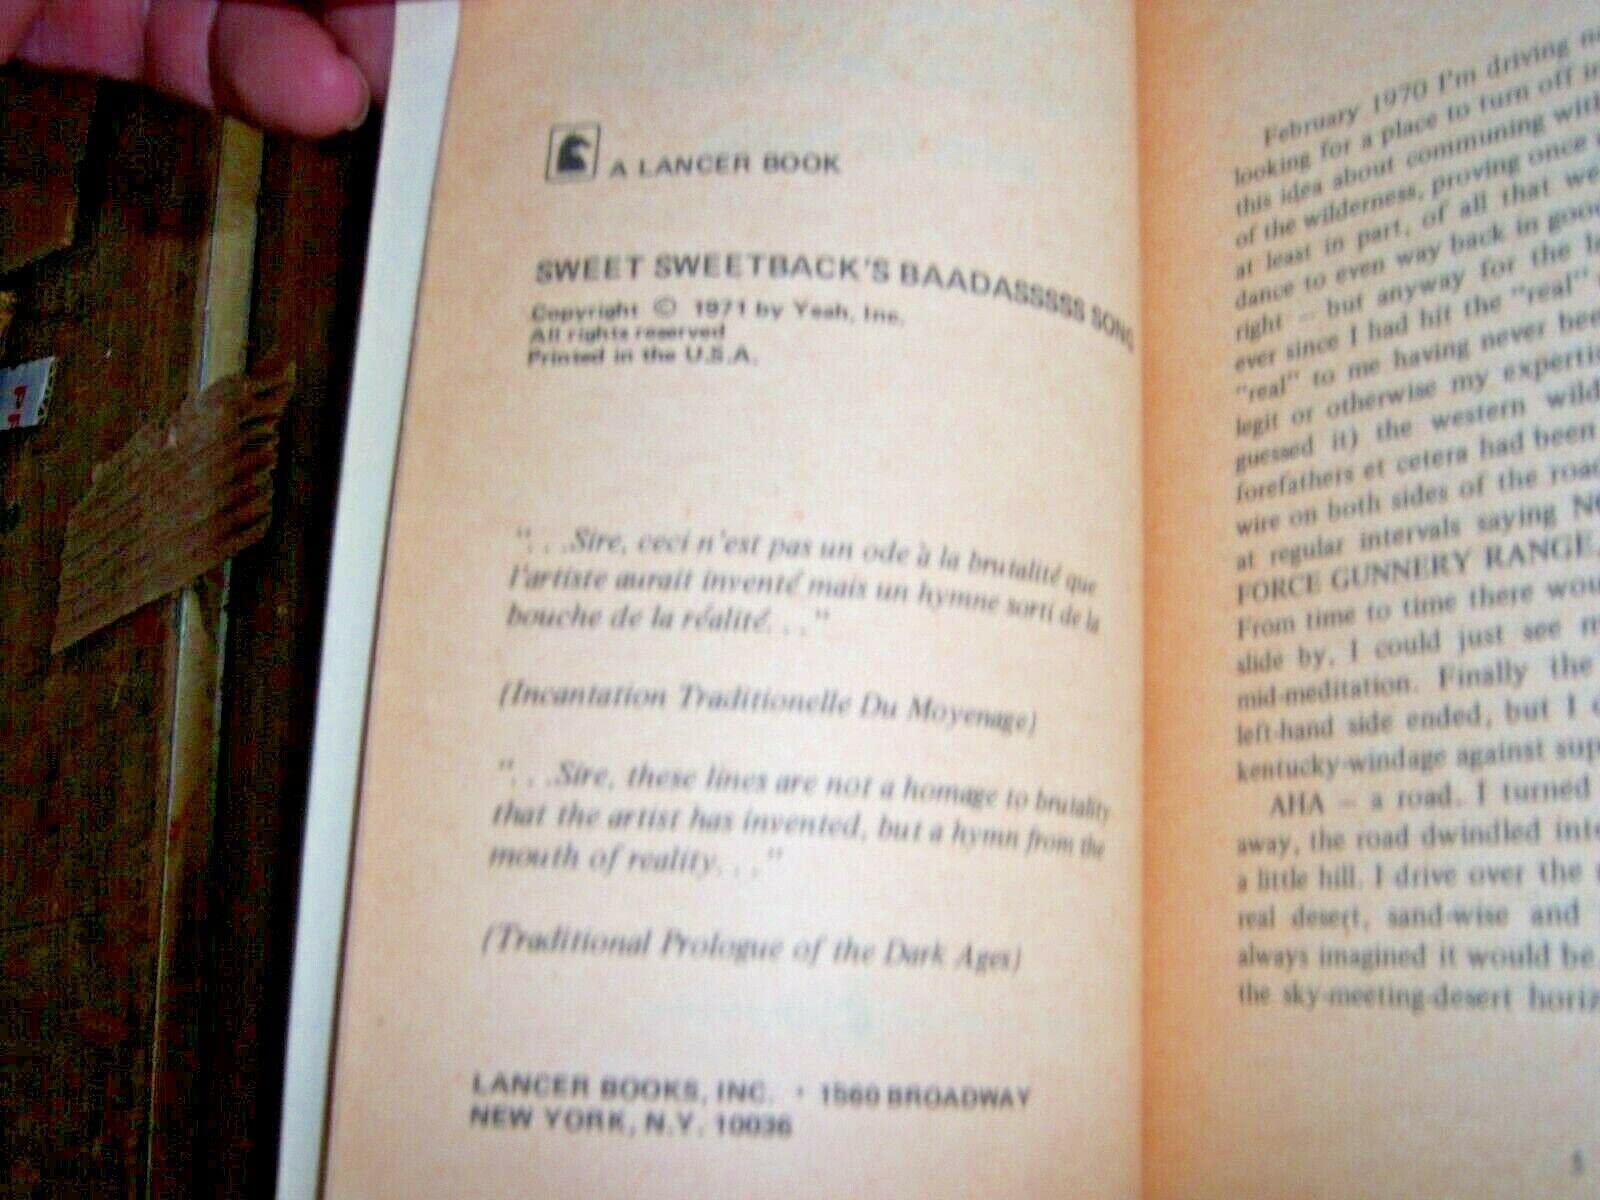 A LANCER BOOK
SWEET SWEETBACK'S BAADASSSSS SONG
Copyright © 1971 by Yeah, Inc.
All rights reserved
Printed in the U.S.A.
". . .Sire, ceci n'est pas un ode à la brutalité que
l'artiste aurait inventé mais un hymne sorti de la
bouche de la réalité. . ."
(Incantation Traditionelle Du Moyenage)
". . .Sire, these lines are not a homage to brutality
that the artist has invented, but a hymn from the
mouth of reality. . ."
(Traditional Prologue of the Dark Ages)
LANCER BOOKS, INC. • 1560 BROADWAY
NEW YORK, N.Y. 10036
February 1970 I'm driving
looking for a place to turn off
this idea about communing with
of the wilderness, proving once
at least in part, of all that we
dance to even way back in good
right – but anyway for the
ever since I had hit the "real"
"real" to me having never
legit or otherwise my
guessed it) the western
forefathers et cetera had been
wire on both sides of the
at regular intervals saying
FORCE GUNNERY RANGE,
From time to time there
slide by, I could just see
mid-meditation. Finally the
left-hand side ended, but I
kentucky-windage against
AHA – a road. I turned
away, the road dwindled
a little hill. I drive over the
real desert, sand-wise and
always imagined it would be,
the sky-meeting-desert
5